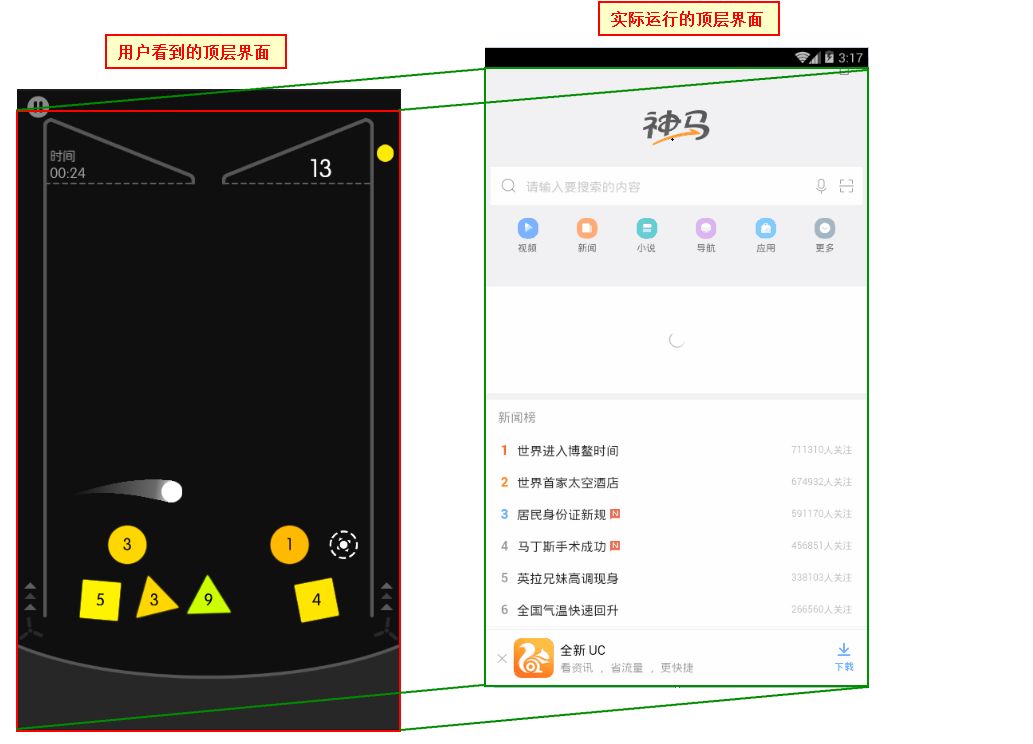 用户看到的顶层界面
实际运行的顶层界面
时间
00:24
13
3
1
5
3
9
4
3:17
神马
请输入要搜索的内容
视频
新闻
小说
导航
应用
更多
新闻榜
1 世界进入博鳌时间 711310人关注
2 世界首家太空酒店 674932人关注
3 居民身份证新规 N 591170人关注
4 马丁斯手术成功 N 456851人关注
5 英拉兄妹高调现身 338103人关注
6 全国气温快速回升 266560人关注
全新 UC
看资讯 , 省流量 , 更快捷
下载